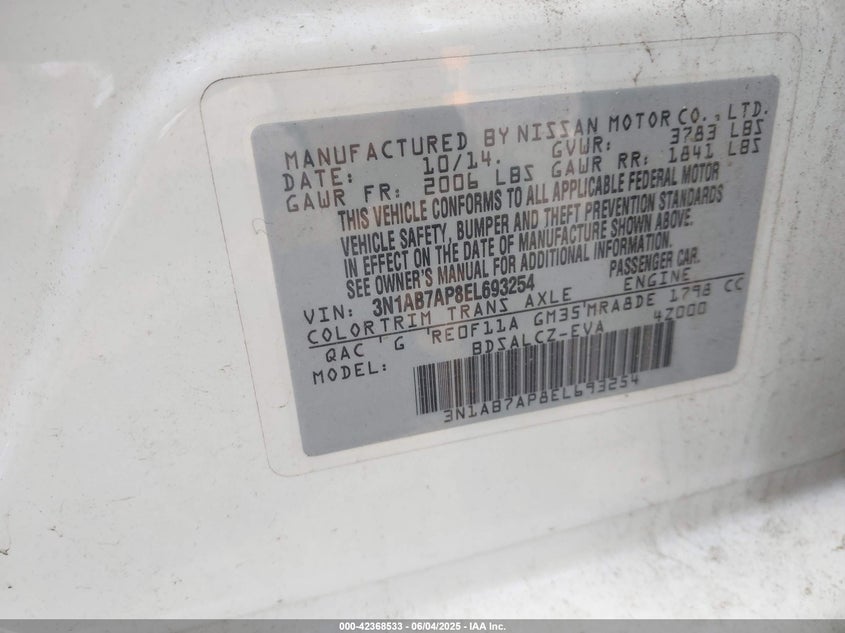 MANUFACTURED BY NISSAN MOTOR CO., LTD.
DATE: 10/14. GVWR: 3783 LBS
GAWR FR: 2006 LBS GAWR RR: 1841 LBS
THIS VEHICLE CONFORMS TO ALL APPLICABLE FEDERAL MOTOR
VEHICLE SAFETY, BUMPER AND THEFT PREVENTION STANDARDS
IN EFFECT ON THE DATE OF MANUFACTURE SHOWN ABOVE.
SEE OWNER'S MANUAL FOR ADDITIONAL INFORMATION.
VIN: 3N1AB7AP8EL693254 PASSENGER CAR.
COLOR TRIM TRANS AXLE ENGINE
QAC ' G 'RE0F11A GM35'MRA8DE 1798 CC
MODEL: BDSALCZ-EVA 4Z000
3N1AB7AP8EL693254
000-42368533 - 06/04/2025 - IAA Inc.